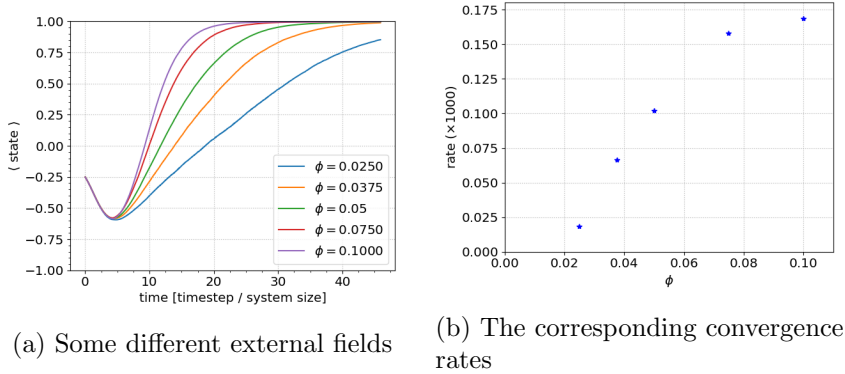 1.00
0.75
0.50
0.25
0.00
−0.25
−0.50
−0.75
−1.00
⟨ state ⟩
ϕ = 0.0250
ϕ = 0.0375
ϕ = 0.05
ϕ = 0.0750
ϕ = 0.1000
0 10 20 30 40
time [timestep / system size]
(a) Some different external fields
0.175
0.150
0.125
0.100
0.075
0.050
0.025
0.000
rate (×1000)
0.00 0.02 0.04 0.06 0.08 0.10
ϕ
(b) The corresponding convergence
rates